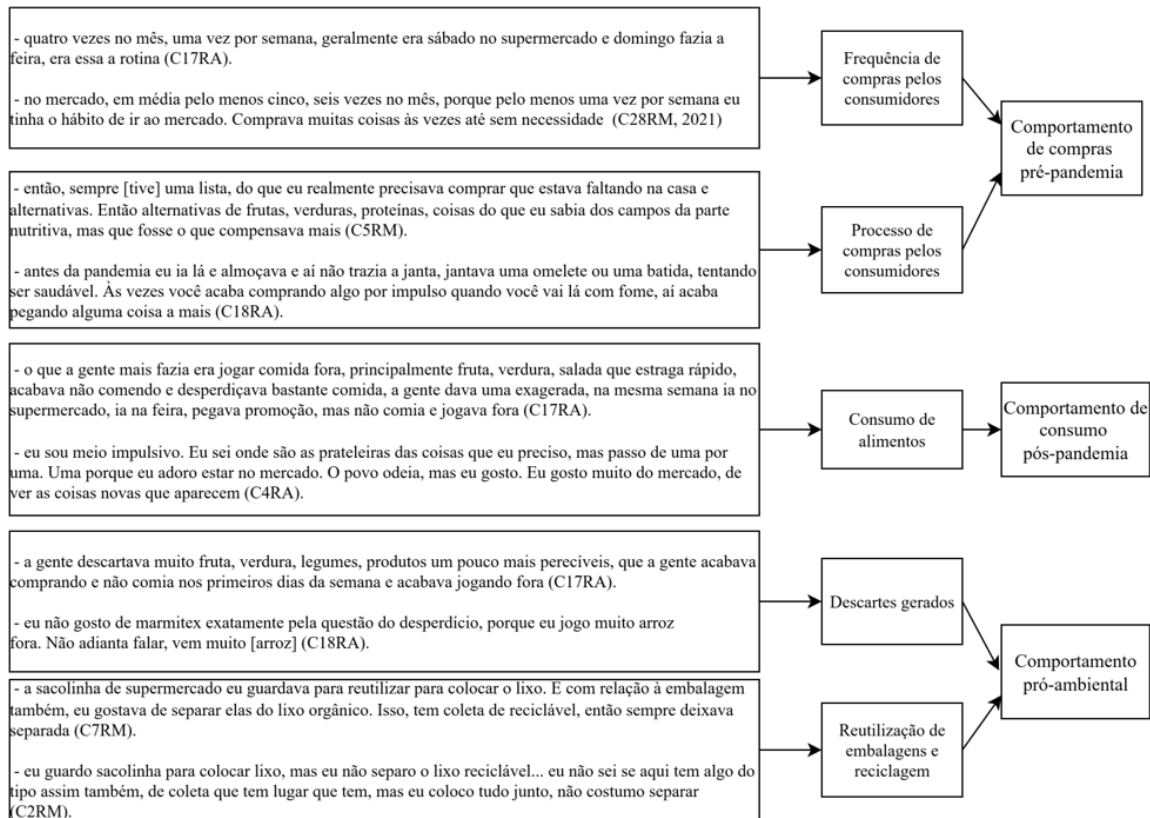 - quatro vezes no mês, uma vez por semana, geralmente era sábado no supermercado e domingo fazia a
feira, era essa a rotina (C17RA).
- no mercado, em média pelo menos cinco, seis vezes no mês, porque pelo menos uma vez por semana eu
tinha o hábito de ir ao mercado. Comprava muitas coisas às vezes até sem necessidade (C28RM, 2021)
Frequência de
compras pelos
consumidores
Comportamento
de compras
pré-pandemia
- então, sempre [tive] uma lista, do que eu realmente precisava comprar que estava faltando na casa e
alternativas. Então alternativas de frutas, verduras, proteínas, coisas do que eu sabia dos campos da parte
nutritiva, mas que fosse o que compensava mais (C5RM).
- antes da pandemia eu ia lá e almoçava e aí não trazia a janta, jantava uma omelete ou uma batida, tentando
ser saudável. Às vezes você acaba comprando algo por impulso quando você vai lá com fome, aí acaba
pegando alguma coisa a mais (C18RA).
Processo de
compras pelos
consumidores
- o que a gente mais fazia era jogar comida fora, principalmente fruta, verdura, salada que estraga rápido,
acabava não comendo e desperdiçava bastante comida, a gente dava uma exagerada, na mesma semana ia no
supermercado, ia na feira, pegava promoção, mas não comia e jogava fora (C17RA).
- eu sou meio impulsivo. Eu sei onde são as prateleiras das coisas que eu preciso, mas passo de uma por
uma. Uma porque eu adoro estar no mercado. O povo odeia, mas eu gosto. Eu gosto muito do mercado, de
ver as coisas novas que aparecem (C4RA).
Consumo de
alimentos
Comportamento de
consumo
pós-pandemia
- a gente descartava muito fruta, verdura, legumes, produtos um pouco mais perecíveis, que a gente acabava
comprando e não comia nos primeiros dias da semana e acabava jogando fora (C17RA).
- eu não gosto de marmitex exatamente pela questão do desperdício, porque eu jogo muito arroz
fora. Não adianta falar, vem muito [arroz] (C18RA).
Descartes gerados
Comportamento
pró-ambiental
- a sacolinha de supermercado eu guardava para reutilizar para colocar o lixo. E com relação à embalagem
também, eu gostava de separar elas do lixo orgânico. Isso, tem coleta de reciclável, então sempre deixava
separada (C7RM).
- eu guardo sacolinha para colocar lixo, mas eu não separo o lixo reciclável... eu não sei se aqui tem algo do
tipo assim também, de coleta que tem lugar que tem, mas eu coloco tudo junto, não costumo separar
(C2RM).
Reutilização de
embalagens e
reciclagem